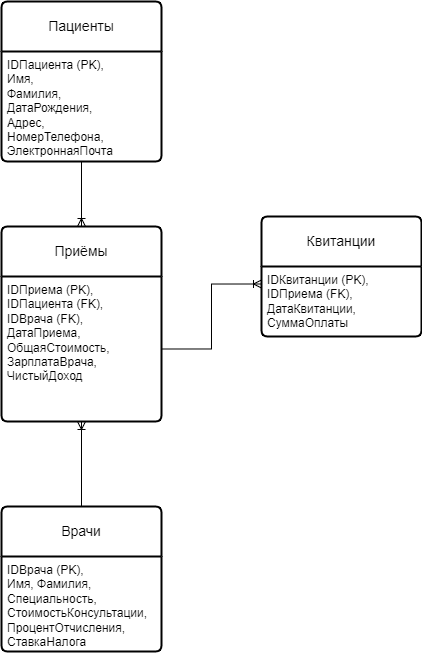 Пациенты
IDПациента (PK),
Имя,
Фамилия,
ДатаРождения,
Адрес,
НомерТелефона,
ЭлектроннаяПочта
Приёмы
IDПриема (PK),
IDПациента (FK),
IDВрача (FK),
ДатаПриема,
ОбщаяСтоимость,
ЗарплатаВрача,
ЧистыйДоход
Квитанции
IDКвитанции (PK),
IDПриема (FK),
ДатаКвитанции,
СуммаОплаты
Врачи
IDВрача (PK),
Имя, Фамилия,
Специальность,
СтоимостьКонсультации,
ПроцентОтчисления,
СтавкаНалога